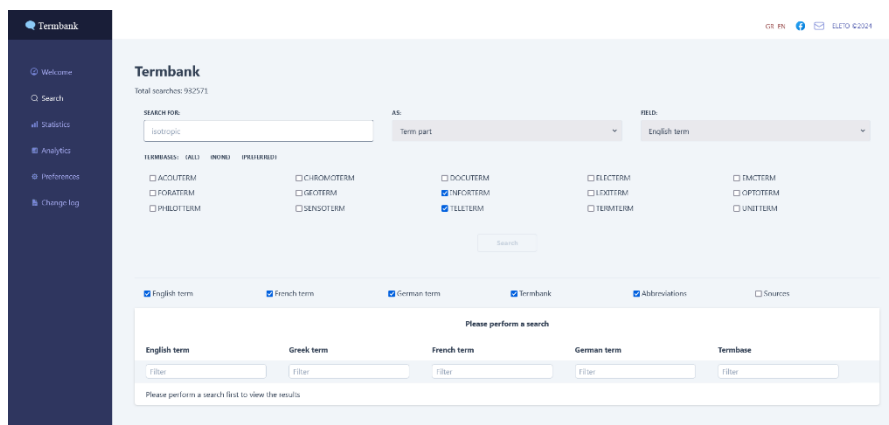 Termbank
GR EN ELETO ©2024
Welcome
Search
Statistics
Analytics
Preferences
Change log
Termbank
Total searches: 932571
SEARCH FOR: AS: FIELD:
isotropic Term part English term
TERMBASES: (ALL) (NONE) (PREFERRED)
ACOUTERM CHROMOTERM DOCUTERM ELECTERM EMCTERM
FORATERM GEOTERM INFORTERM LEXITERM OPTOTERM
PHILOTTERM SENSOTERM TELETERM TERMTERM UNITTERM
Search
English term French term German term Termbank Abbreviations Sources
Please perform a search
English term Greek term French term German term Termbase
Filter Filter Filter Filter Filter
Please perform a search first to view the results